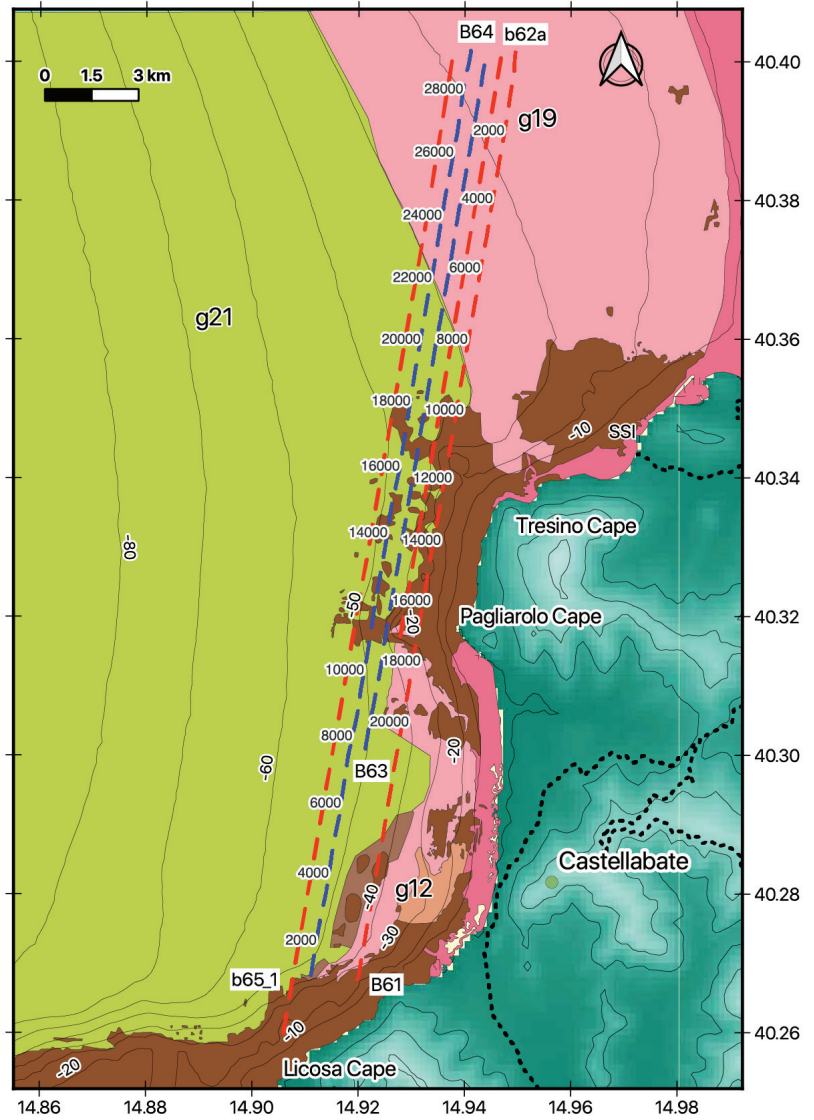 B64
b62a
40.40
0 1.5 3 km
28000
2000
g19
26000
4000
40.38
24000
6000
22000
g21
20000
8000
40.36
18000
10000
-10
SSI
16000
12000
40.34
14000
14000
Tresino Cape
-80
-50
16000
-20
Pagliarolo Cape
40.32
10000
18000
20000
8000
-20
40.30
-60
B63
6000
Castellabate
4000
g12
-40
40.28
2000
-30
b65_1
B61
-10
40.26
-20
Licosa Cape
14.86 14.88 14.90 14.92 14.94 14.96 14.98